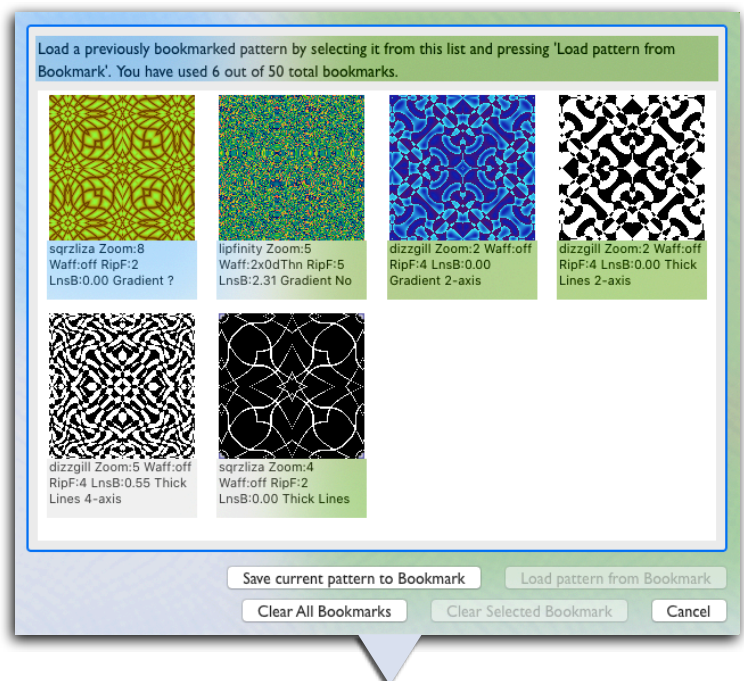 Load a previously bookmarked pattern by selecting it from this list and pressing 'Load pattern from
Bookmark'. You have used 6 out of 50 total bookmarks.
sqrzliza Zoom:8
Waff:off RipF:2
LnsB:0.00 Gradient ?
lipfinity Zoom:5
Waff:2x0dThn RipF:5
LnsB:2.31 Gradient No
dizzgill Zoom:2 Waff:off
RipF:4 LnsB:0.00
Gradient 2-axis
dizzgill Zoom:2 Waff:off
RipF:4 LnsB:0.00 Thick
Lines 2-axis
dizzgill Zoom:5 Waff:off
RipF:4 LnsB:0.55 Thick
Lines 4-axis
sqrzliza Zoom:4
Waff:off RipF:2
LnsB:0.00 Thick Lines
Save current pattern to Bookmark
Load pattern from Bookmark
Clear All Bookmarks
Clear Selected Bookmark
Cancel